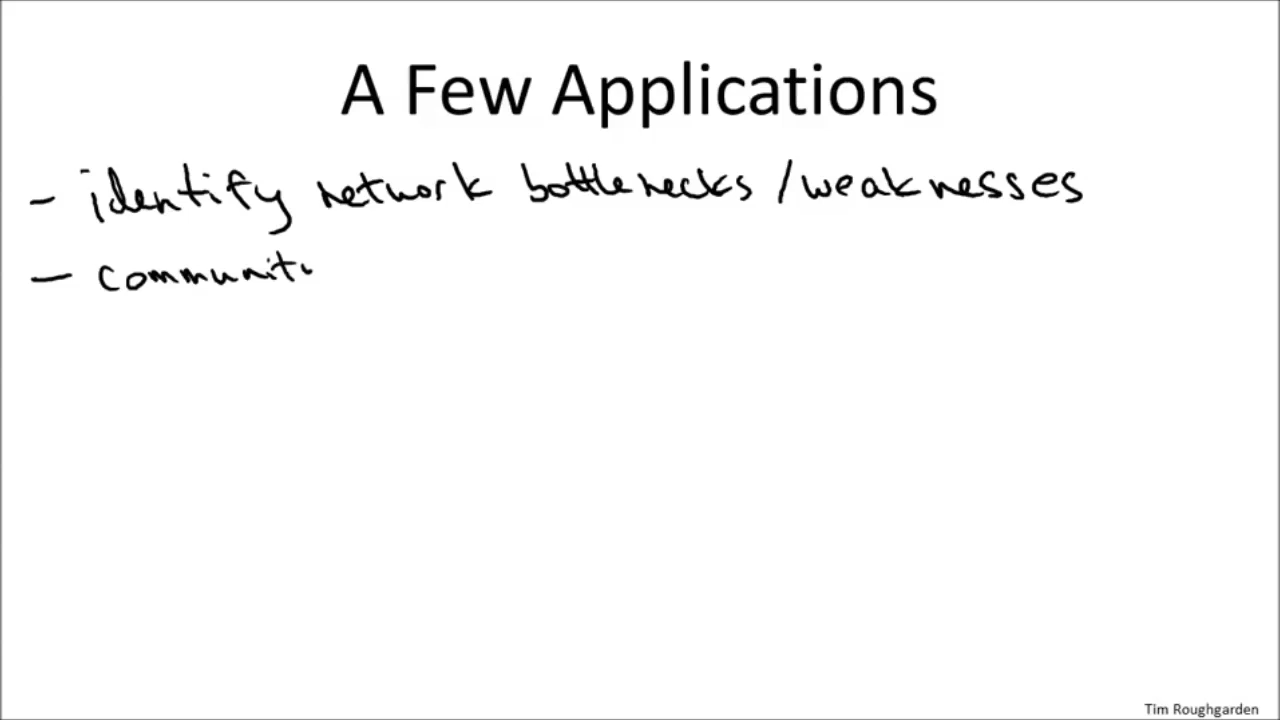 A Few Applications
- identify network bottlenecks / weaknesses
- communit
Tim Roughgarden